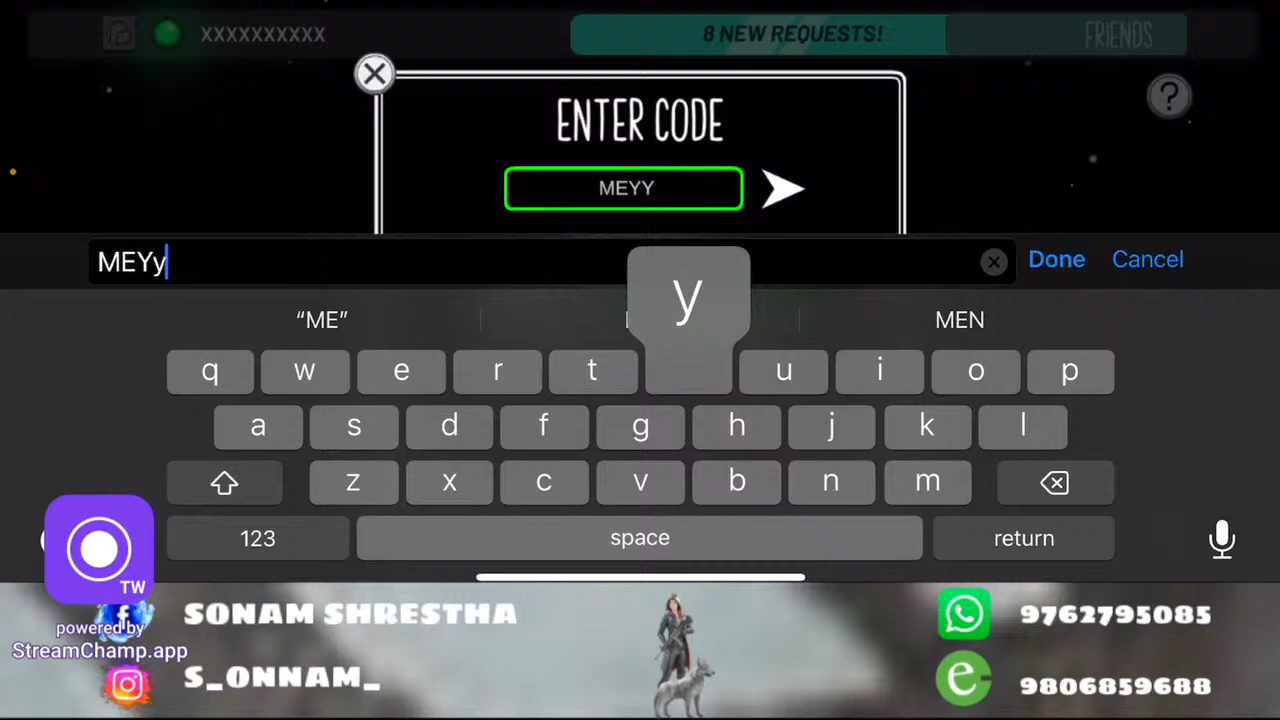 XXXXXXXXXX
8 NEW REQUESTS!
FRIENDS
?
ENTER CODE
MEYY
MEYy
Done
Cancel
“ME”
MEN
y
q w e r t u i o p
a s d f g h j k l
z x c v b n m
123
space
return
TW
powered by
StreamChamp.app
SONAM SHRESTHA
S_ONNAM_
9762795085
9806859688